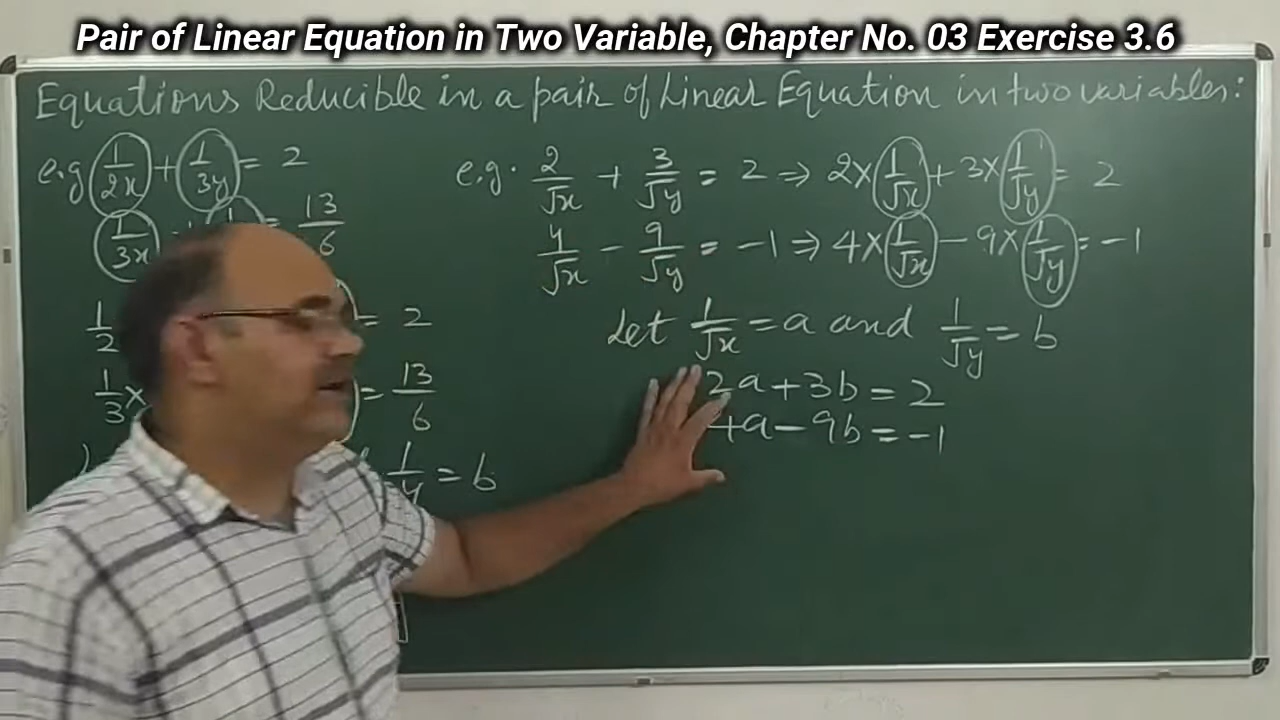 Pair of Linear Equation in Two Variable, Chapter No. 03 Exercise 3.6
Equations Reducible in a pair of Linear Equation in two variables:
e.g 1/2x + 1/3y = 2
1/3x = 13/6
1/2 = 2
1/3 x = 13/6
1/y = b
e.g. 2/√x + 3/√y = 2 ⇒ 2×1/√x + 3×1/√y = 2
4/√x - 9/√y = -1 ⇒ 4×1/√x - 9×1/√y = -1
Let 1/√x = a and 1/√y = b
2a + 3b = 2
4a - 9b = -1